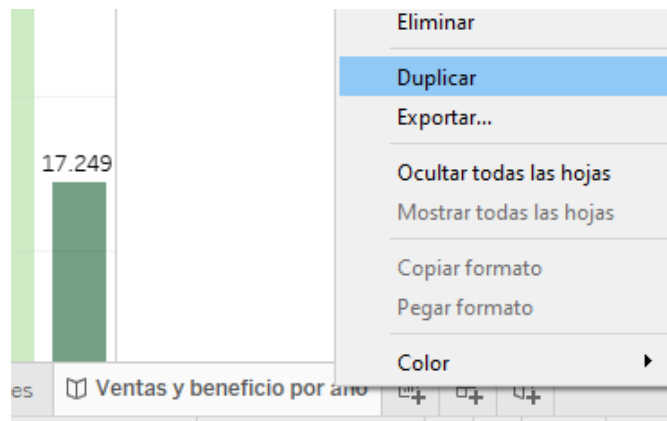 Eliminar
Duplicar
Exportar...
17.249
Ocultar todas las hojas
Mostrar todas las hojas
Copiar formato
Pegar formato
Color
es Ventas y beneficio por año